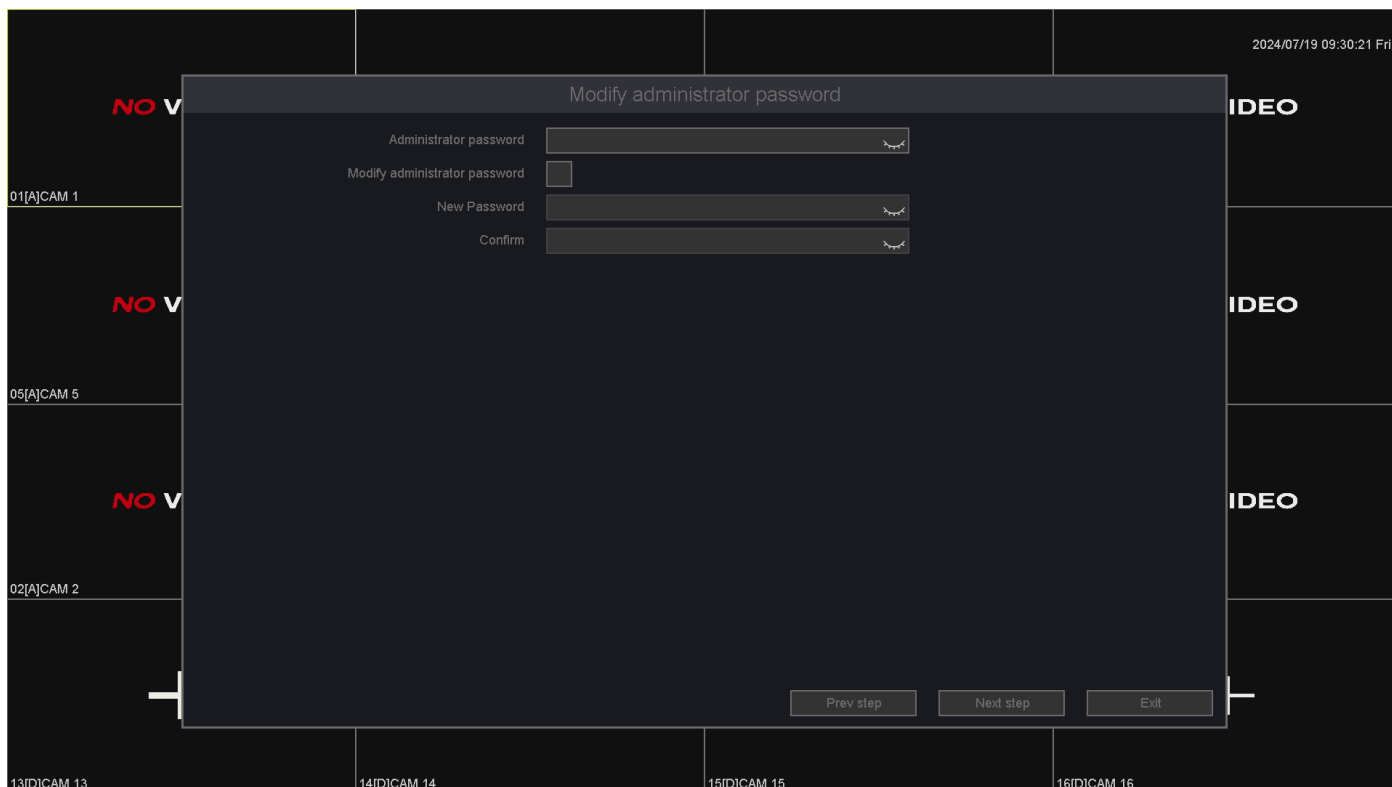 2024/07/19 09:30:21 Fri
Modify administrator password
NO V
IDEO
Administrator password
Modify administrator password
01[A]CAM 1
New Password
Confirm
NO V
IDEO
05[A]CAM 5
NO V
IDEO
02[A]CAM 2
Prev step
Next step
Exit
13[D]CAM 13
14[D]CAM 14
15[D]CAM 15
16[D]CAM 16